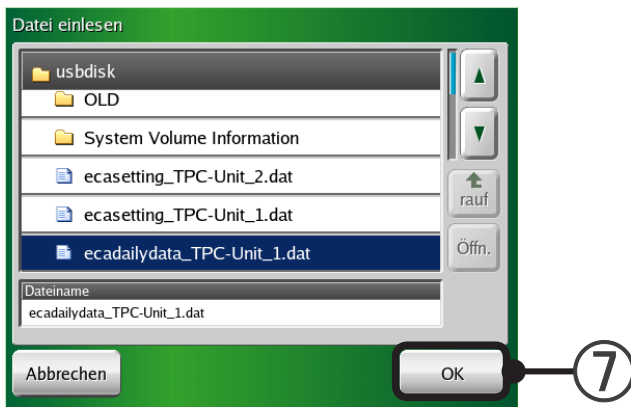 Datei einlesen
usbdisk
OLD
System Volume Information
ecasetting_TPC-Unit_2.dat
ecasetting_TPC-Unit_1.dat
ecadailydata_TPC-Unit_1.dat
rauf
Öffn.
Dateiname
ecadailydata_TPC-Unit_1.dat
Abbrechen
OK
7